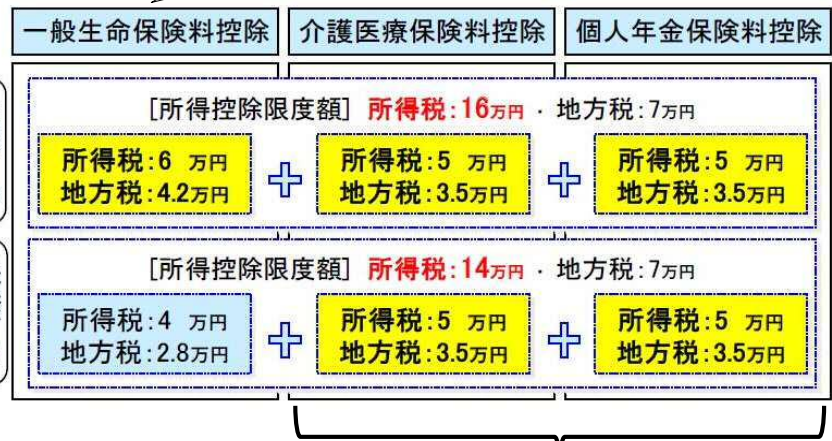 一般生命保険料控除 介護医療保険料控除 個人年金保険料控除
［所得控除限度額］ 所得税:16万円 ・ 地方税:7万円
所得税:6 万円
地方税:4.2万円
所得税:5 万円
地方税:3.5万円
所得税:5 万円
地方税:3.5万円
［所得控除限度額］ 所得税:14万円 ・ 地方税:7万円
所得税:4 万円
地方税:2.8万円
所得税:5 万円
地方税:3.5万円
所得税:5 万円
地方税:3.5万円